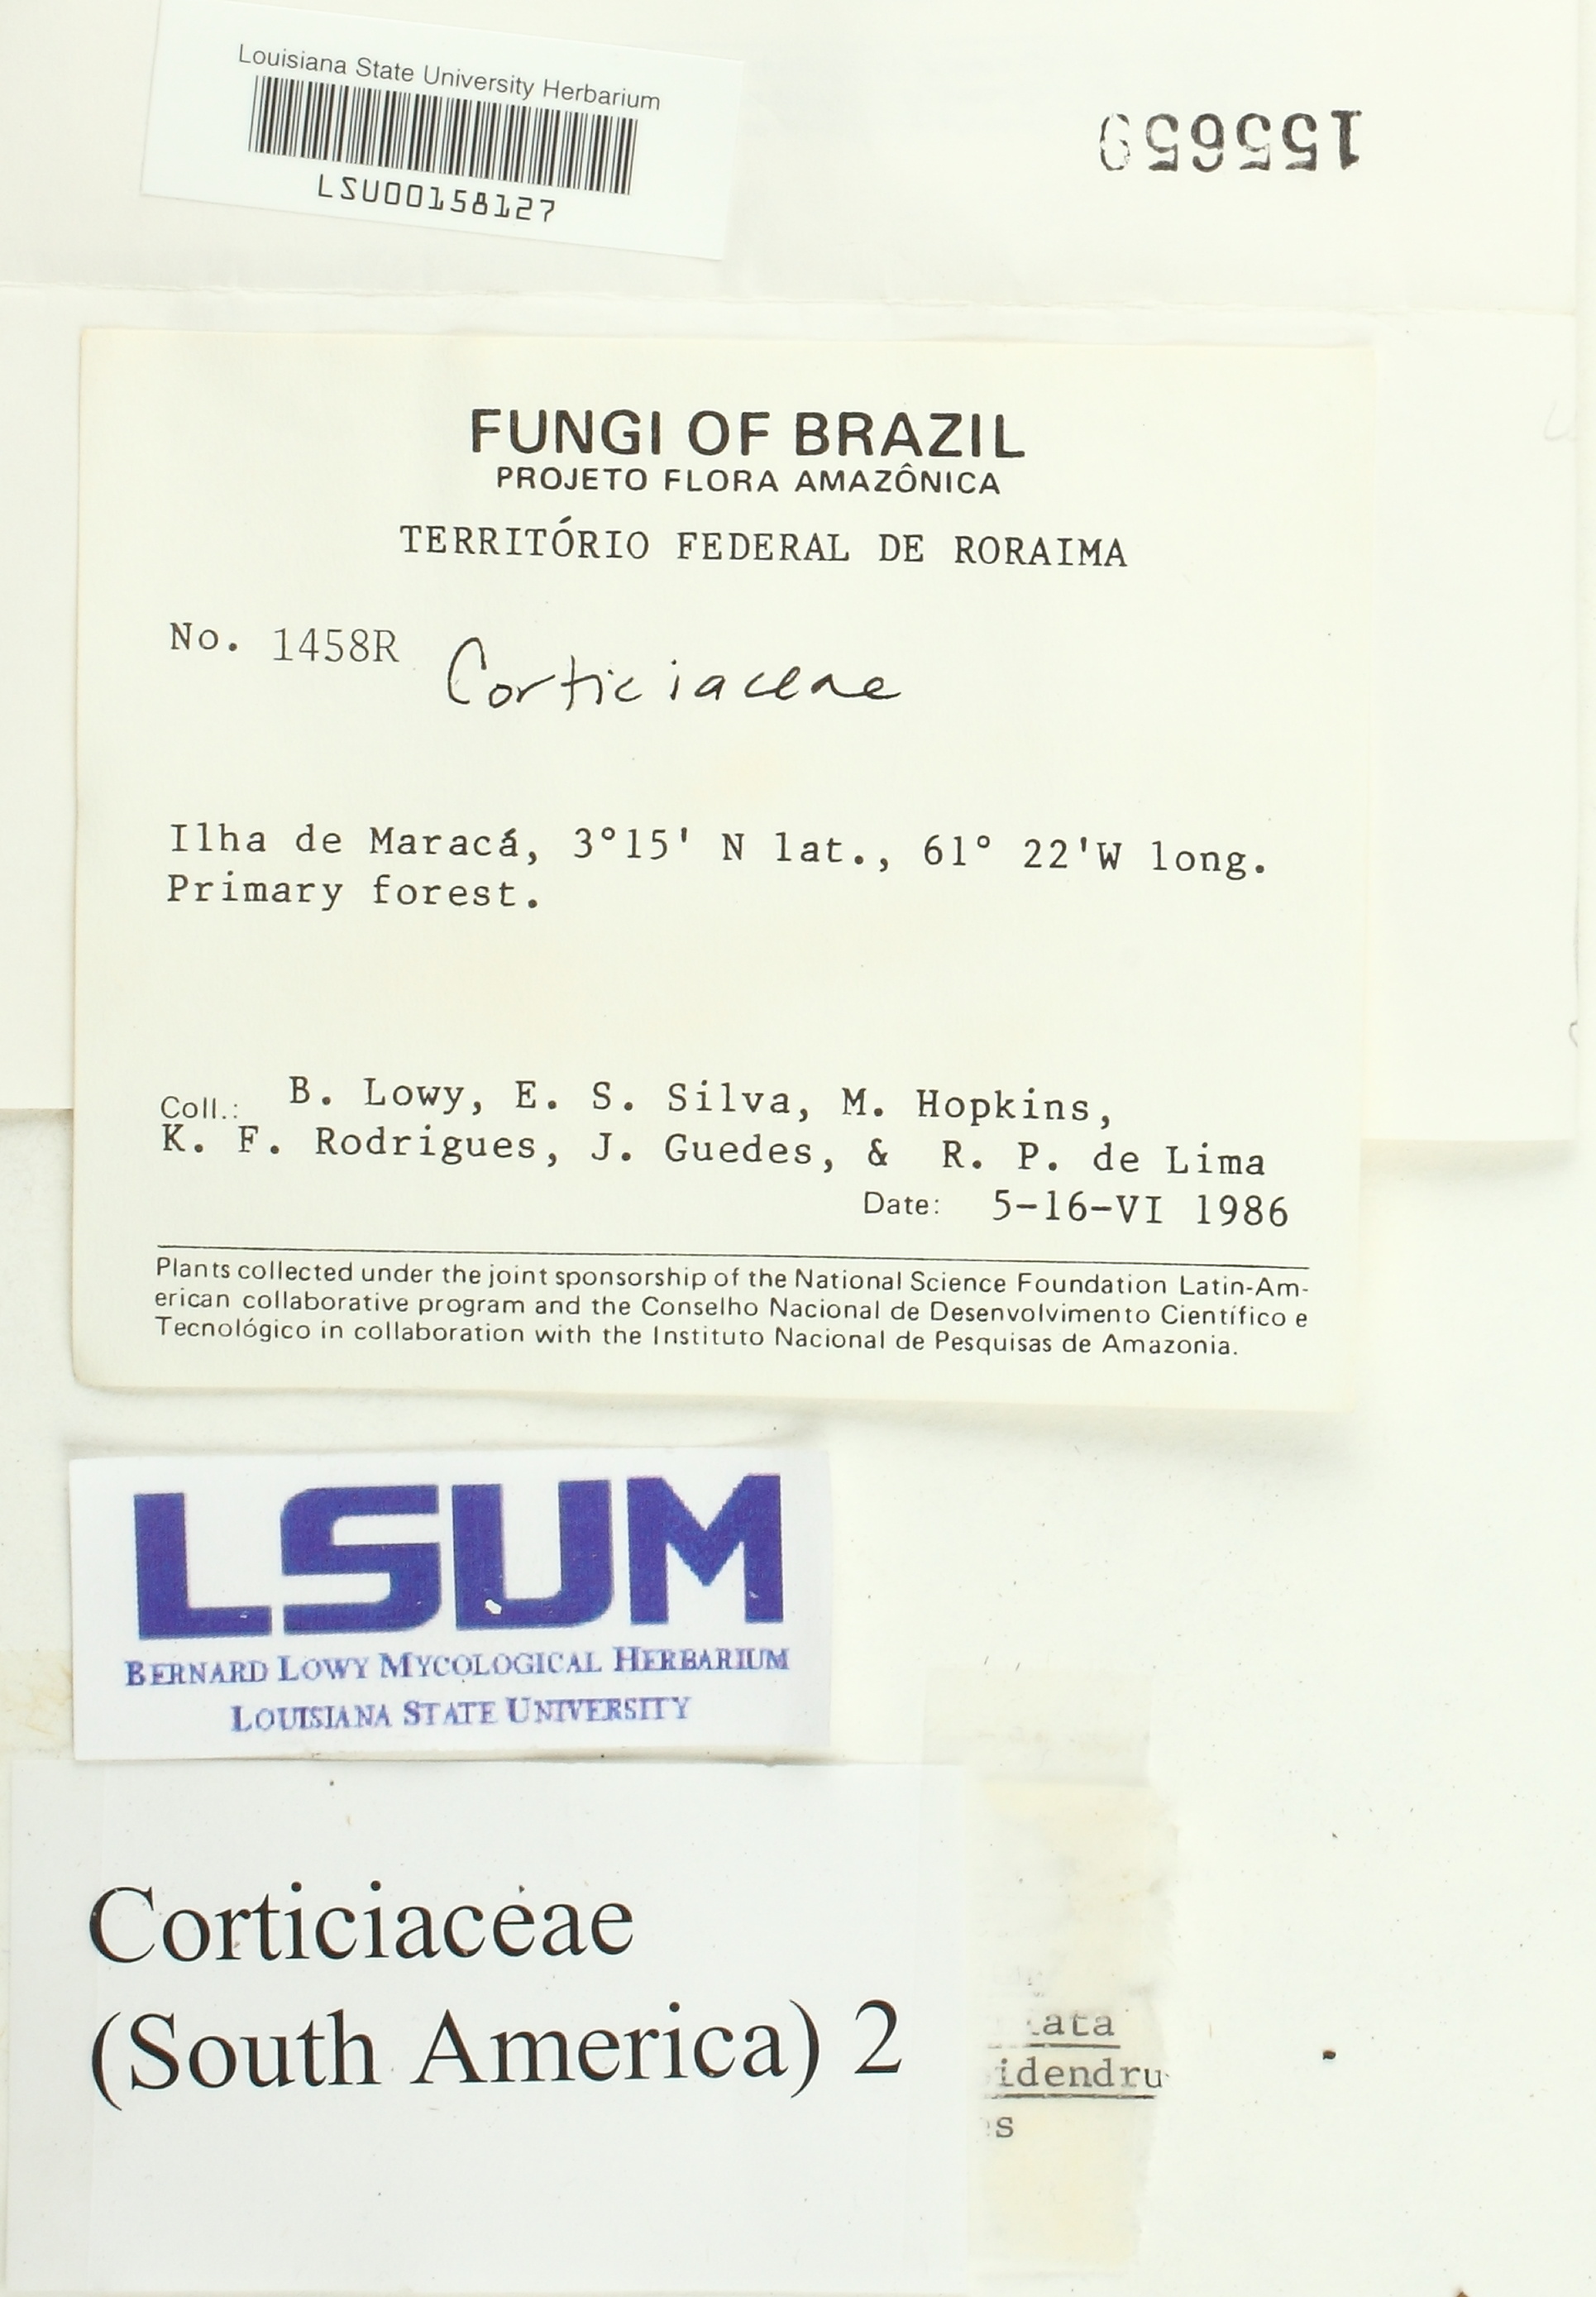 Louisiana State University Herbarium
LSU00158127
155659
FUNGI OF BRAZIL
PROJETO FLORA AMAZÔNICA
TERRITÓRIO FEDERAL DE RORAIMA
No. 1458R Corticiaceae
Ilha de Maracá, 3°15' N lat., 61° 22'W long.
Primary forest.
Coll.: B. Lowy, E. S. Silva, M. Hopkins,
K. F. Rodrigues, J. Guedes, & R. P. de Lima
Date: 5-16-VI 1986
Plants collected under the joint sponsorship of the National Science Foundation Latin-Am-
erican collaborative program and the Conselho Nacional de Desenvolvimento Científico e
Tecnológico in collaboration with the Instituto Nacional de Pesquisas de Amazonia.
LSUM
BERNARD LOWY MYCOLOGICAL HERBARIUM
LOUISIANA STATE UNIVERSITY
Corticiaceae
(South America) 2
ata
idendru
s